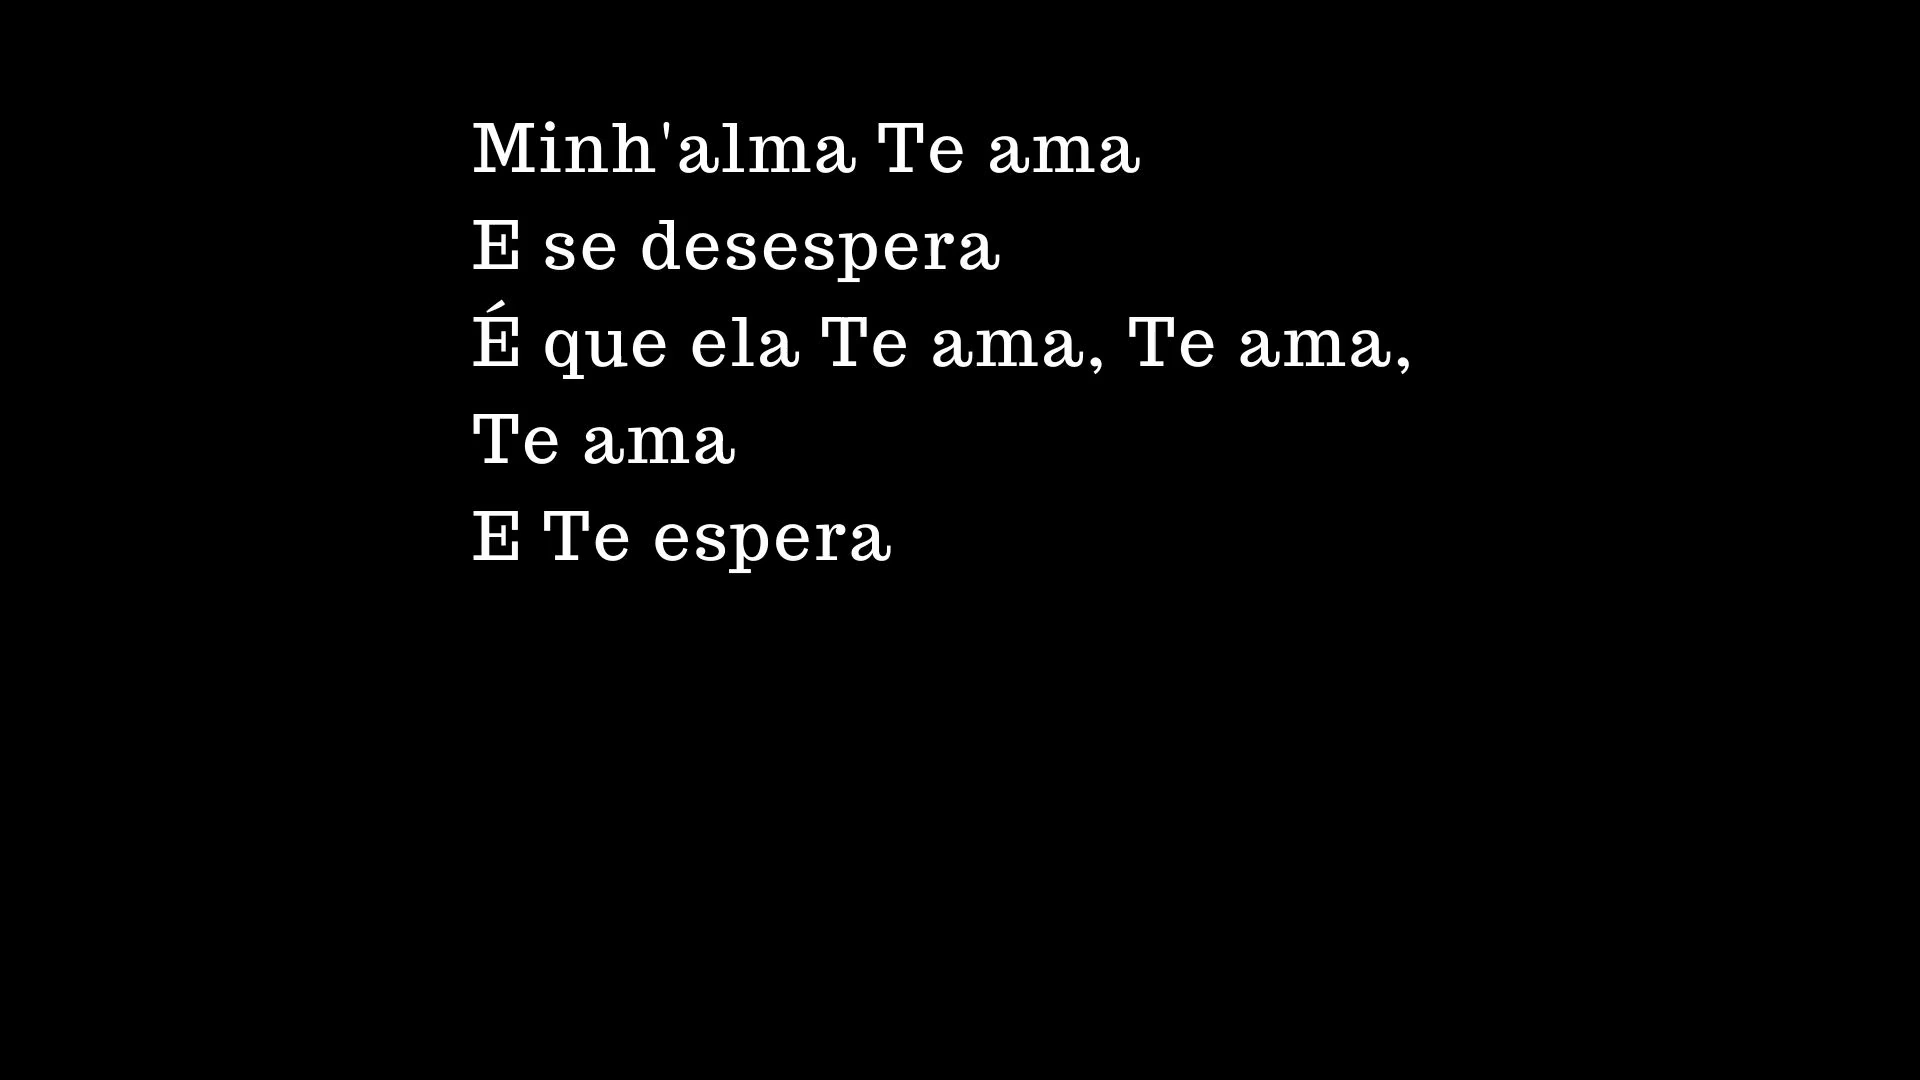 Minh'alma Te ama
E se desespera
É que ela Te ama, Te ama,
Te ama
E Te espera